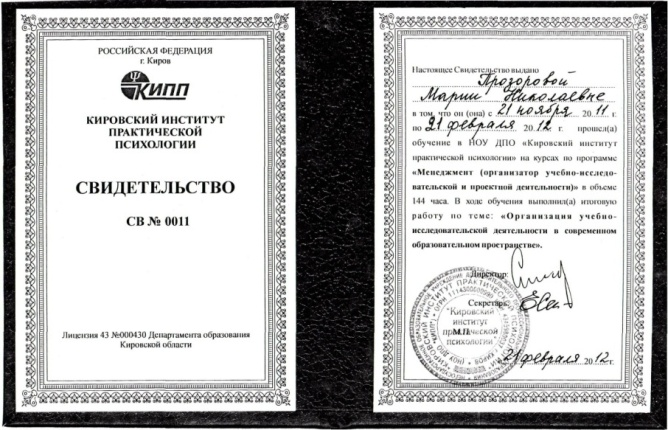 РОССИЙСКАЯ ФЕДЕРАЦИЯ
г. Киров
КИПП
КИРОВСКИЙ ИНСТИТУТ
ПРАКТИЧЕСКОЙ
ПСИХОЛОГИИ
СВИДЕТЕЛЬСТВО
СВ № 0011
Лицензия 43 №000430 Департамента образования
Кировской области
Настоящее Свидетельство выдано
Прозоровой
Марии Николаевне
в том, что он (она) с 21 ноября 2011 г.
по 21 февраля 2012 г. прошел(а)
обучение в НОУ ДПО «Кировский институт
практической психологии» на курсах по программе
«Менеджмент (организатор учебно-исследо-
вательской и проектной деятельности)» в объеме
144 часа. В ходе обучения выполнил(а) итоговую
работу по теме: «Организация учебно-
исследовательской деятельности в современном
образовательном пространстве».
Директор:
Секретарь:
"Кировский
институт
М.П.
практической
психологии"
21 февраля 2012г.